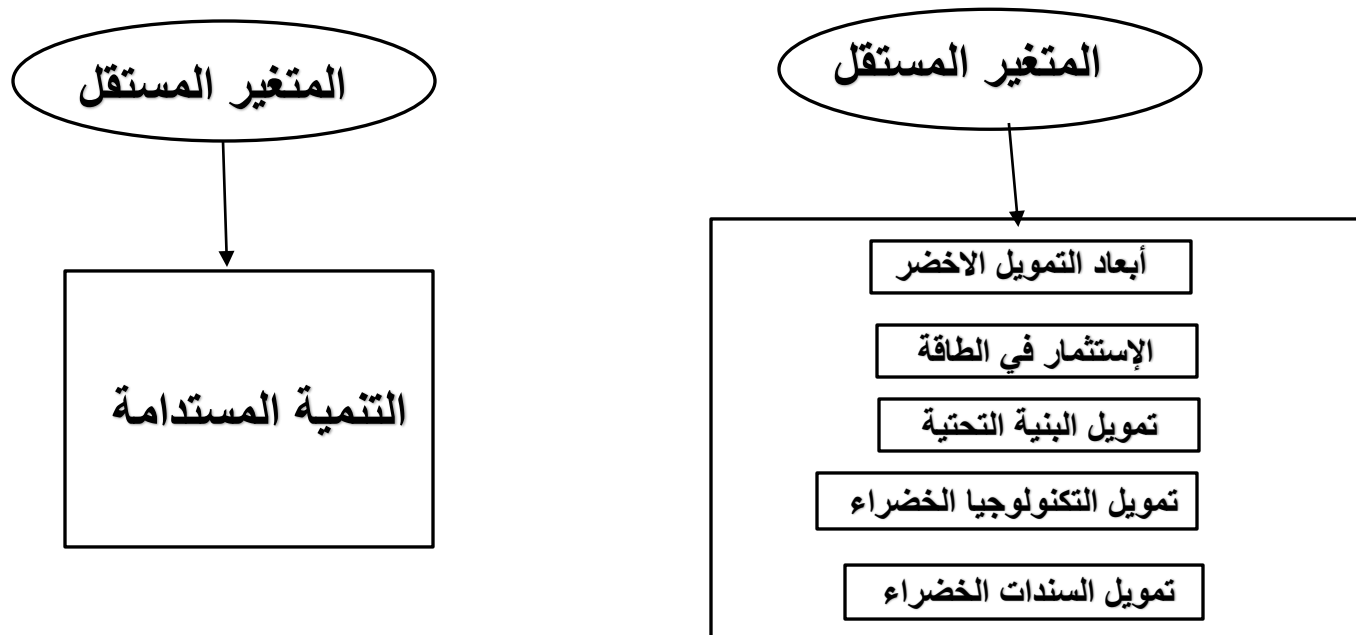 المتغير المستقل
أبعاد التمويل الاخضر
الإستثمار في الطاقة
تمويل البنية التحتية
تمويل التكنولوجيا الخضراء
تمويل السندات الخضراء
المتغير المستقل
التنمية المستدامة